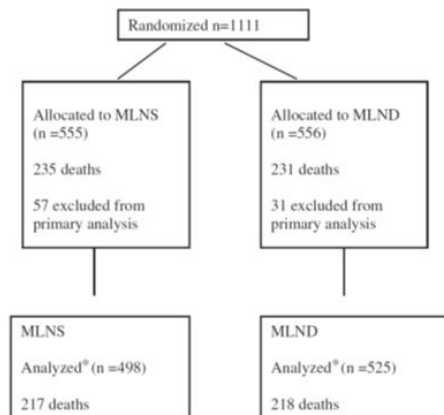 Randomized n=1111
Allocated to MLNS
(n =555)
235 deaths
57 excluded from
primary analysis
Allocated to MLND
(n =556)
231 deaths
31 excluded from
primary analysis
MLNS
Analyzed* (n =498)
217 deaths
MLND
Analyzed* (n =525)
218 deaths